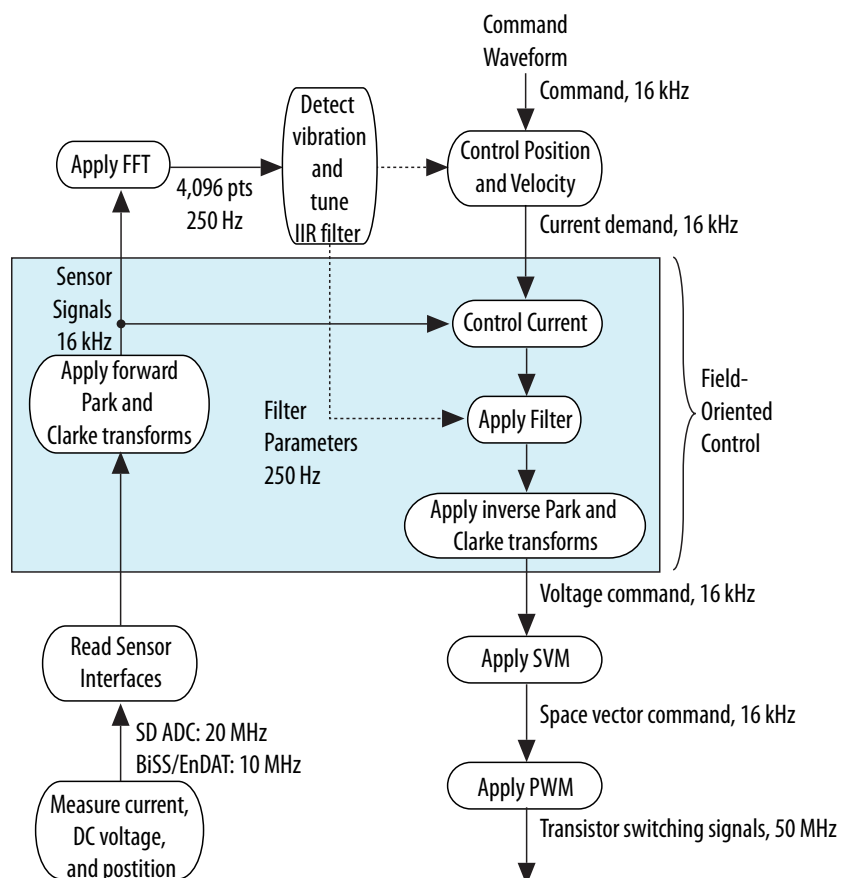 Command
Waveform
Command, 16 kHz
Detect
vibration
and
tune
IIR filter
Apply FFT
4,096 pts
250 Hz
Control Position
and Velocity
Current demand, 16 kHz
Sensor
Signals
16 kHz
Control Current
Apply forward
Park and
Clarke transforms
Filter
Parameters
250 Hz
Apply Filter
Field-
Oriented
Control
Apply inverse Park and
Clarke transforms
Voltage command, 16 kHz
Read Sensor
Interfaces
Apply SVM
SD ADC: 20 MHz
BiSS/EnDAT: 10 MHz
Space vector command, 16 kHz
Measure current,
DC voltage,
and postition
Apply PWM
Transistor switching signals, 50 MHz